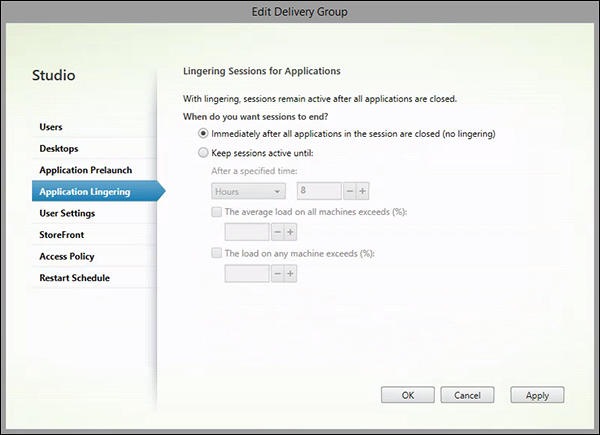 Edit Delivery Group
Studio
Users
Desktops
Application Prelaunch
Application Lingering
User Settings
StoreFront
Access Policy
Restart Schedule
Lingering Sessions for Applications
With lingering, sessions remain active after all applications are closed.
When do you want sessions to end?
Immediately after all applications in the session are closed (no lingering)
Keep sessions active until:
After a specified time:
Hours 8 − +
The average load on all machines exceeds (%):
− +
The load on any machine exceeds (%):
− +
OK Cancel Apply